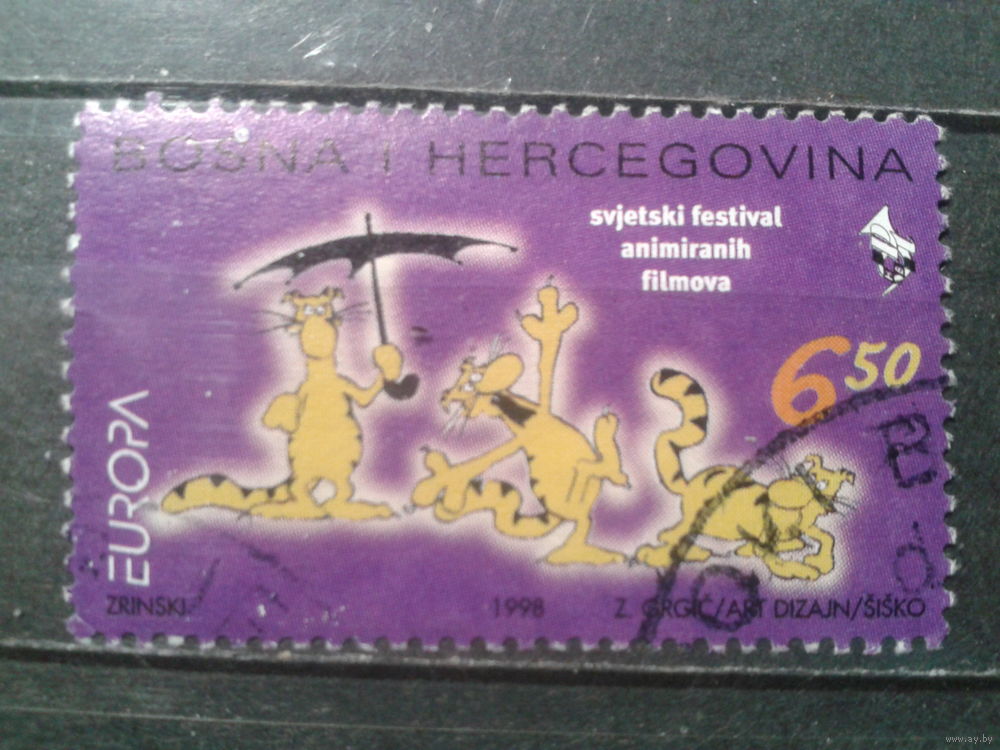 BOSNA I HERCEGOVINA
svjetski festival
animiranih
filmova
6 50
EUROPA
ZRINSKI
1998
Z. GRGIĆ/ART DIZAJN/ŠIŠKO
www.ay.by